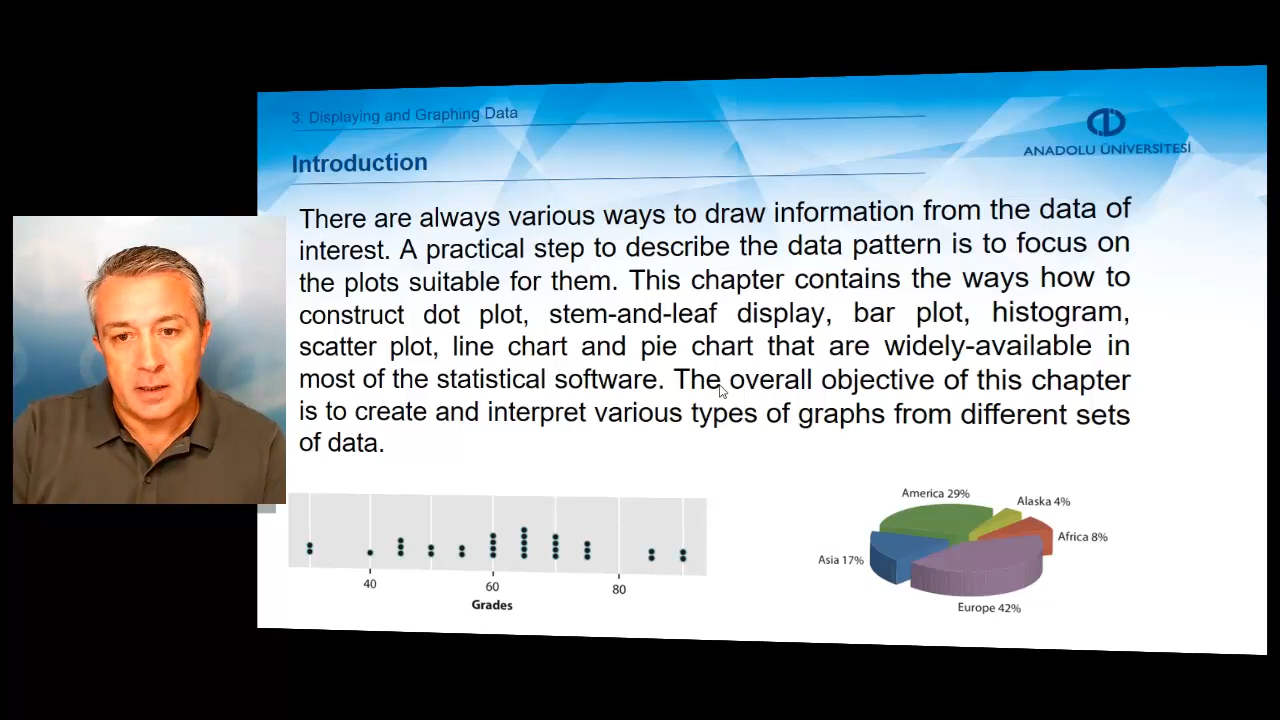 3: Displaying and Graphing Data
ANADOLU ÜNİVERSİTESİ
Introduction
There are always various ways to draw information from the data of
interest. A practical step to describe the data pattern is to focus on
the plots suitable for them. This chapter contains the ways how to
construct dot plot, stem-and-leaf display, bar plot, histogram,
scatter plot, line chart and pie chart that are widely-available in
most of the statistical software. The overall objective of this chapter
is to create and interpret various types of graphs from different sets
of data.
40 60 80
Grades
America 29%
Alaska 4%
Africa 8%
Asia 17%
Europe 42%